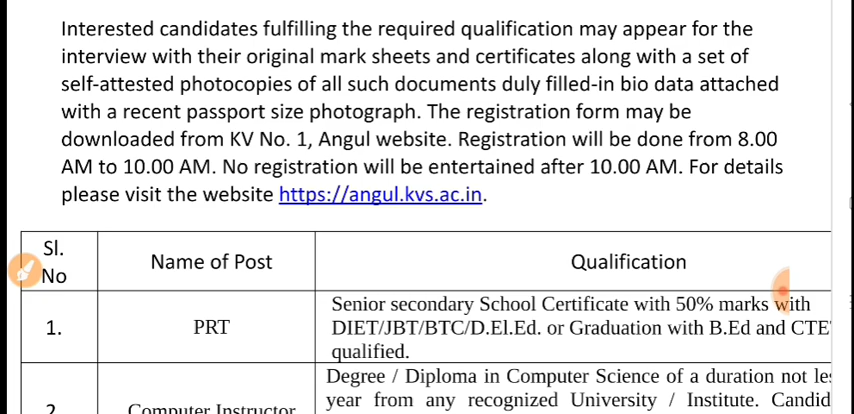 Interested candidates fulfilling the required qualification may appear for the
interview with their original mark sheets and certificates along with a set of
self-attested photocopies of all such documents duly filled-in bio data attached
with a recent passport size photograph. The registration form may be
downloaded from KV No. 1, Angul website. Registration will be done from 8.00
AM to 10.00 AM. No registration will be entertained after 10.00 AM. For details
please visit the website https://angul.kvs.ac.in.
Sl.
No
Name of Post
Qualification
1.
PRT
Senior secondary School Certificate with 50% marks with
DIET/JBT/BTC/D.El.Ed. or Graduation with B.Ed and
qualified.
2
Computer Instructor
Degree / Diploma in Computer Science of a duration not
year from any recognized University / Institute.